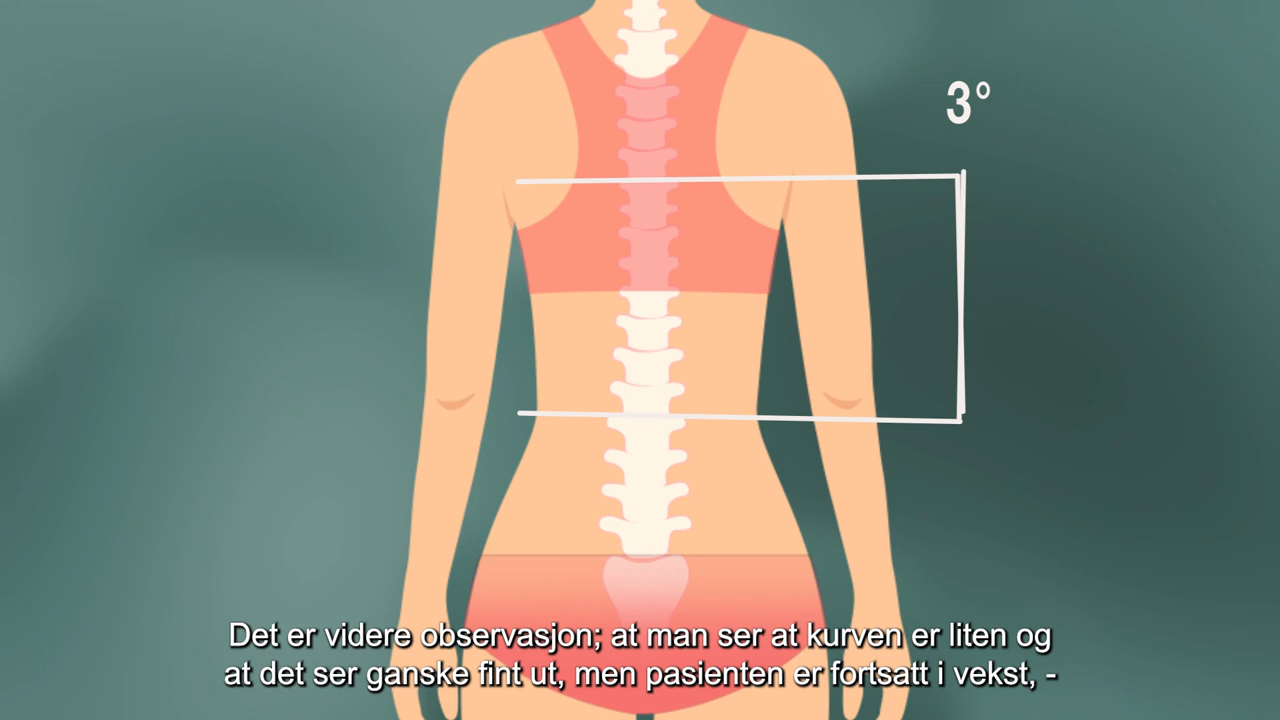 3°
Det er videre observasjon; at man ser at kurven er liten og
at det ser ganske fint ut, men pasienten er fortsatt i vekst, -